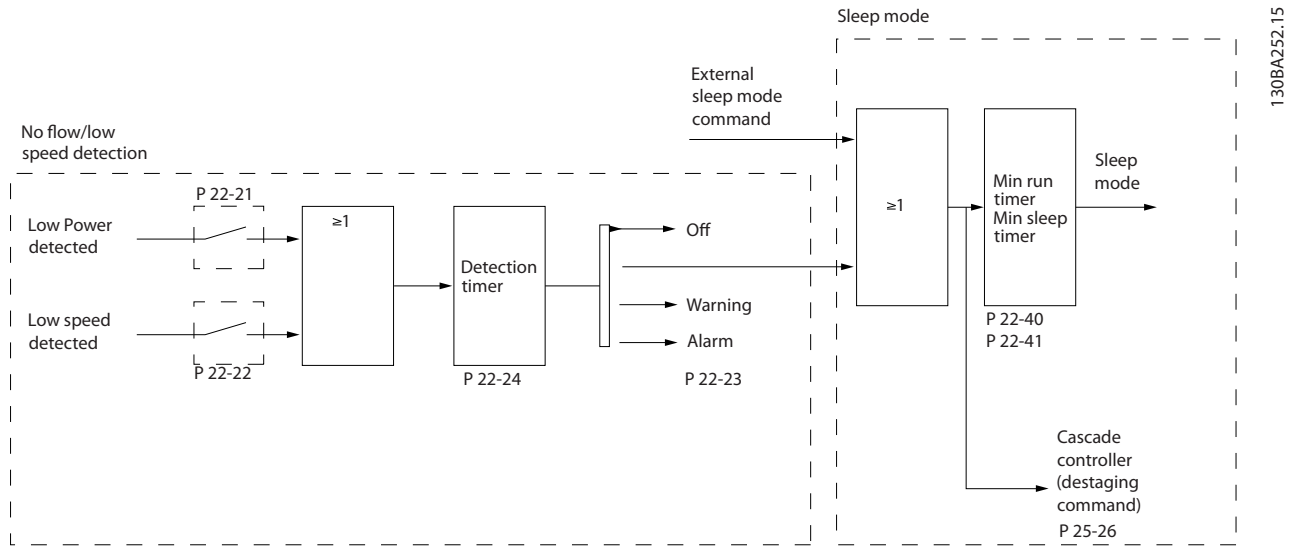 Sleep mode
130BA252.15
External
sleep mode
command
No flow/low
speed detection
P 22-21
Low Power
detected
≥1
Detection
timer
Off
Warning
Alarm
Low speed
detected
P 22-22
P 22-24
P 22-23
≥1
Min run
timer
Min sleep
timer
Sleep
mode
P 22-40
P 22-41
Cascade
controller
(destaging
command)
P 25-26